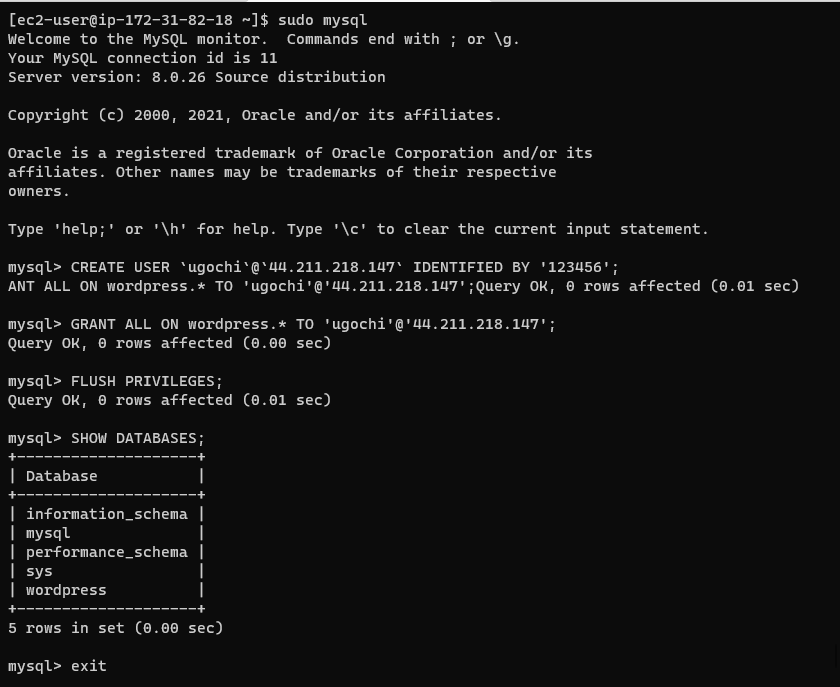 [ec2-user@ip-172-31-82-18 ~]$ sudo mysql
Welcome to the MySQL monitor.  Commands end with ; or \g.
Your MySQL connection id is 11
Server version: 8.0.26 Source distribution

Copyright (c) 2000, 2021, Oracle and/or its affiliates.

Oracle is a registered trademark of Oracle Corporation and/or its
affiliates. Other names may be trademarks of their respective
owners.

Type 'help;' or '\h' for help. Type '\c' to clear the current input statement.

mysql> CREATE USER `ugochi`@`44.211.218.147` IDENTIFIED BY '123456';
ANT ALL ON wordpress.* TO 'ugochi'@'44.211.218.147';Query OK, 0 rows affected (0.01 sec)

mysql> GRANT ALL ON wordpress.* TO 'ugochi'@'44.211.218.147';
Query OK, 0 rows affected (0.00 sec)

mysql> FLUSH PRIVILEGES;
Query OK, 0 rows affected (0.01 sec)

mysql> SHOW DATABASES;
+--------------------+
| Database           |
+--------------------+
| information_schema |
| mysql              |
| performance_schema |
| sys                |
| wordpress          |
+--------------------+
5 rows in set (0.00 sec)

mysql> exit